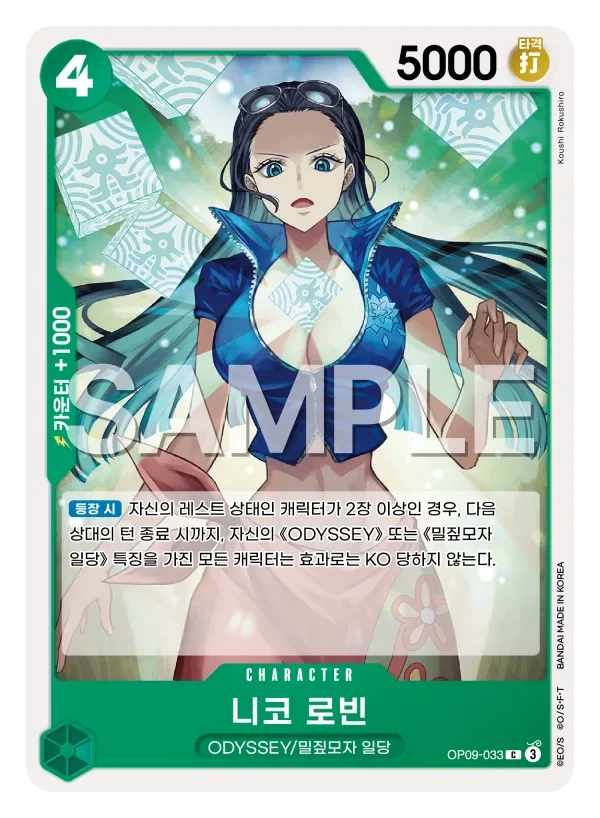 4
5000
타격
打
Koushi Rokushiro
카운터 +1000
SAMPLE
등장 시 자신의 레스트 상태인 캐릭터가 2장 이상인 경우, 다음
상대의 턴 종료 시까지, 자신의 《ODYSSEY》 또는 《밀짚모자
일당》 특징을 가진 모든 캐릭터는 효과로는 KO 당하지 않는다.
CHARACTER
니코 로빈
ODYSSEY/밀짚모자 일당
OP09-033 C 3
©EO/S ©O/S·F·T BANDAI MADE IN KOREA